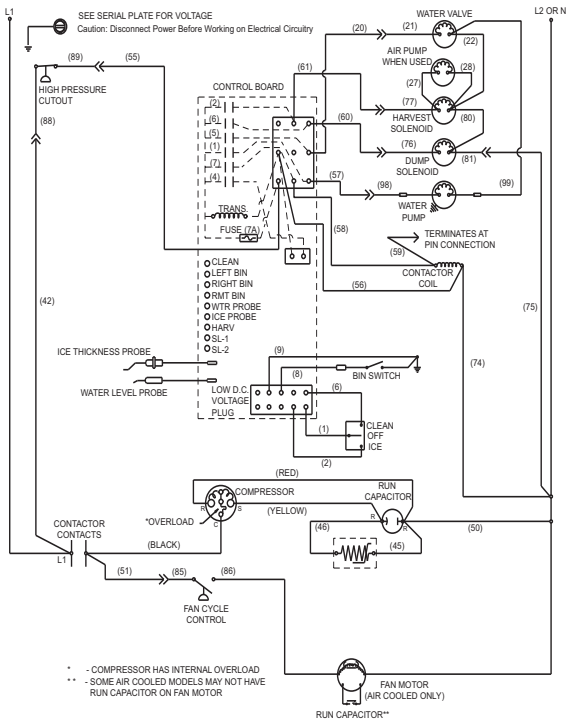 L1
SEE SERIAL PLATE FOR VOLTAGE
Caution: Disconnect Power Before Working on Electrical Circuitry
WATER VALVE
L2 OR N
(20)
(21)
(22)
(89)
(55)
AIR PUMP
WHEN USED
(61)
(28)
(27)
HIGH PRESSURE
CUTOUT
CONTROL BOARD
(88)
(2)
(6)
(5)
(1)
(7)
(4)
(77)
(80)
HARVEST
SOLENOID
(60)
(76)
(81)
DUMP
SOLENOID
(57)
(98)
(99)
WATER
PUMP
TRANS.
FUSE (7A)
(58)
TERMINATES AT
PIN CONNECTION
(59)
CONTACTOR
COIL
(56)
CLEAN
LEFT BIN
RIGHT BIN
RMT BIN
WTR PROBE
ICE PROBE
HARV
SL-1
SL-2
(42)
(75)
(74)
ICE THICKNESS PROBE
WATER LEVEL PROBE
(9)
(8)
BIN SWITCH
LOW D.C.
VOLTAGE
PLUG
(6)
(1)
(2)
CLEAN
OFF
ICE
(RED)
COMPRESSOR
R
S
C
RUN
CAPACITOR
*OVERLOAD
(YELLOW)
R
R
(46)
(45)
(50)
CONTACTOR
CONTACTS
(BLACK)
L1
(51)
(85)
(86)
FAN CYCLE
CONTROL
* - COMPRESSOR HAS INTERNAL OVERLOAD
** - SOME AIR COOLED MODELS MAY NOT HAVE
RUN CAPACITOR ON FAN MOTOR
FAN MOTOR
(AIR COOLED ONLY)
RUN CAPACITOR**